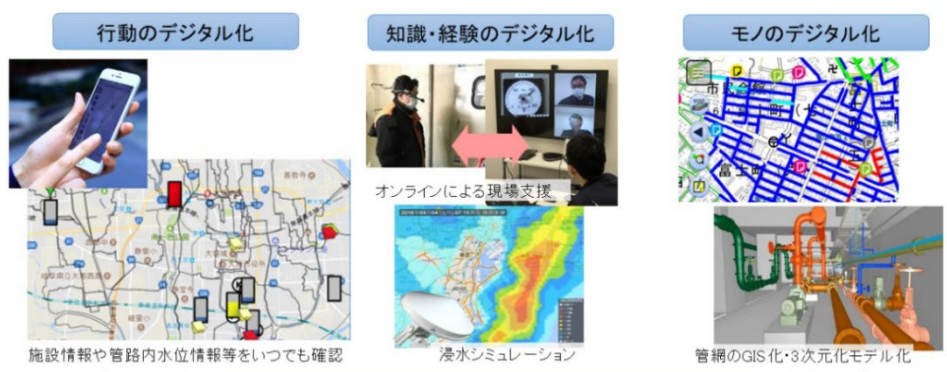 行動のデジタル化
知識・経験のデジタル化
モノのデジタル化
オンラインによる現場支援
施設情報や管路内水位情報等をいつでも確認
浸水シミュレーション
管網のGIS化・3次元化モデル化